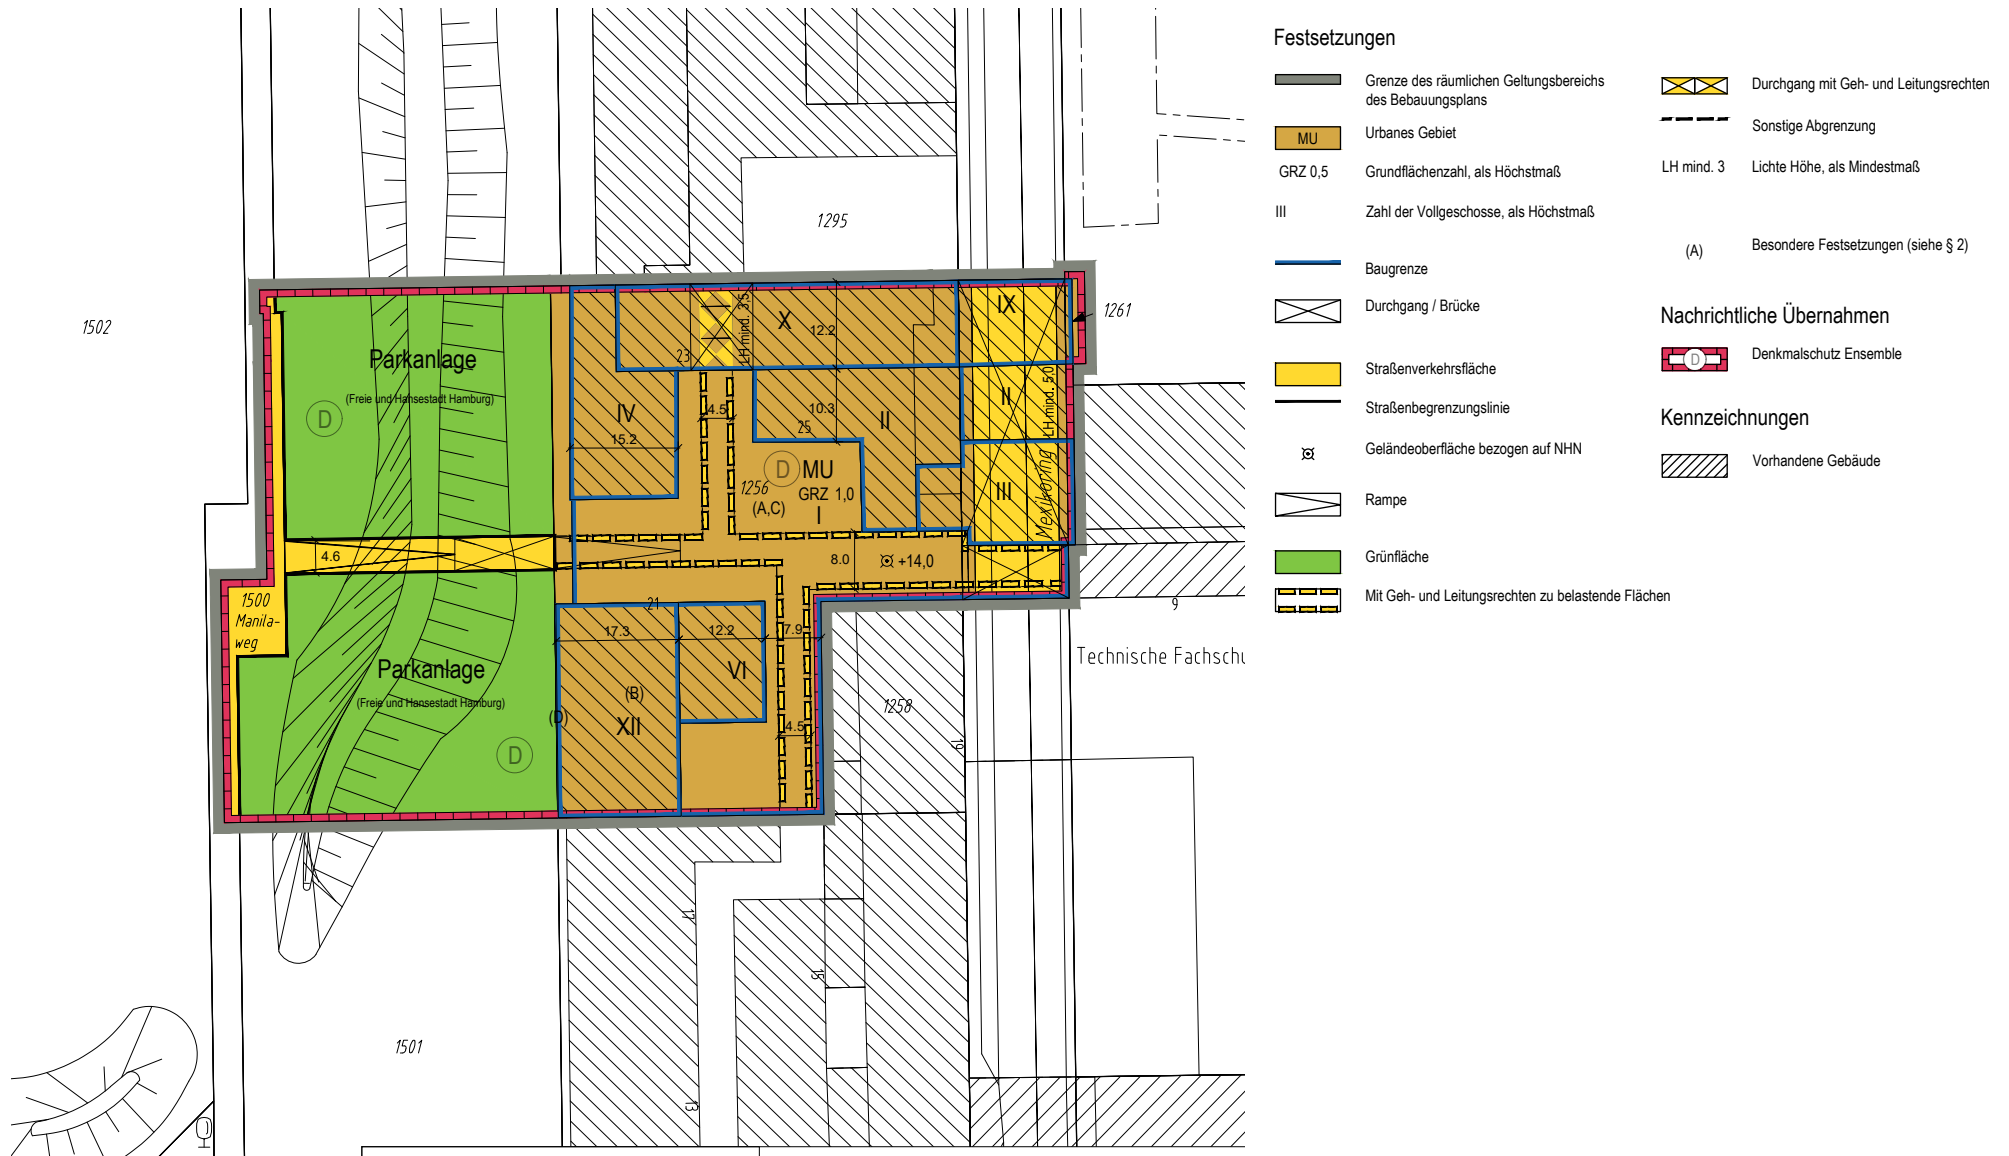 1295
1502
1261
Parkanlage
(Freie und Hansestadt Hamburg)
D
IV
15.2
23
X
12.2
LH mind. 3,5
IX
4.5
10.3
25
II
II
LH mind. 5,0
D MU
1256
GRZ 1,0
(A,C)
I
III
Mexikoring
4.6
8.0
+14,0
1500
Manila-
weg
21
17.3
12.2
7.9
9
Technische Fachschu
Parkanlage
(Freie und Hansestadt Hamburg)
D
(D)
(B)
XII
VI
4.5
1258
19
17
15
13
1501
Festsetzungen
Grenze des räumlichen Geltungsbereichs
des Bebauungsplans
MU Urbanes Gebiet
GRZ 0,5 Grundflächenzahl, als Höchstmaß
III Zahl der Vollgeschosse, als Höchstmaß
Baugrenze
Durchgang / Brücke
Straßenverkehrsfläche
Straßenbegrenzungslinie
Geländeoberfläche bezogen auf NHN
Rampe
Grünfläche
Mit Geh- und Leitungsrechten zu belastende Flächen
Durchgang mit Geh- und Leitungsrechten
Sonstige Abgrenzung
LH mind. 3 Lichte Höhe, als Mindestmaß
(A) Besondere Festsetzungen (siehe § 2)
Nachrichtliche Übernahmen
D Denkmalschutz Ensemble
Kennzeichnungen
Vorhandene Gebäude